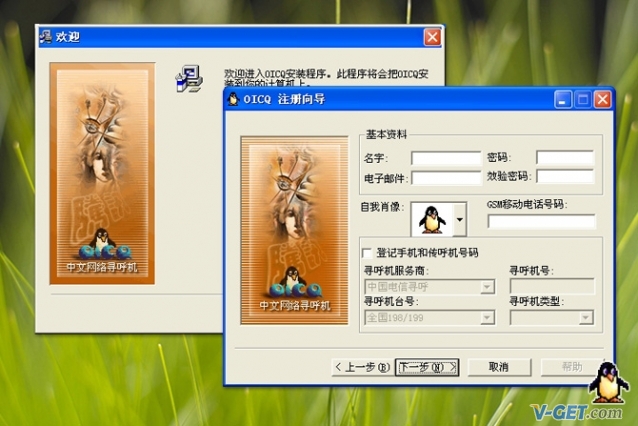 欢迎
欢迎进入OICQ安装程序。此程序将会把OICQ安
装到你的计算机上。
OICQ
中文网络寻呼机
OICQ 注册向导
基本资料
名字:
密码:
电子邮件:
效验密码:
自我肖像:
GSM移动电话号码:
登记手机和传呼机号码
寻呼机服务商:
寻呼机号:
中国电信寻呼
寻呼机台号:
寻呼机类型:
全国198/199
OICQ
中文网络寻呼机
< 上一步(B)
下一步(N) >
取消
帮助
V-GET.com